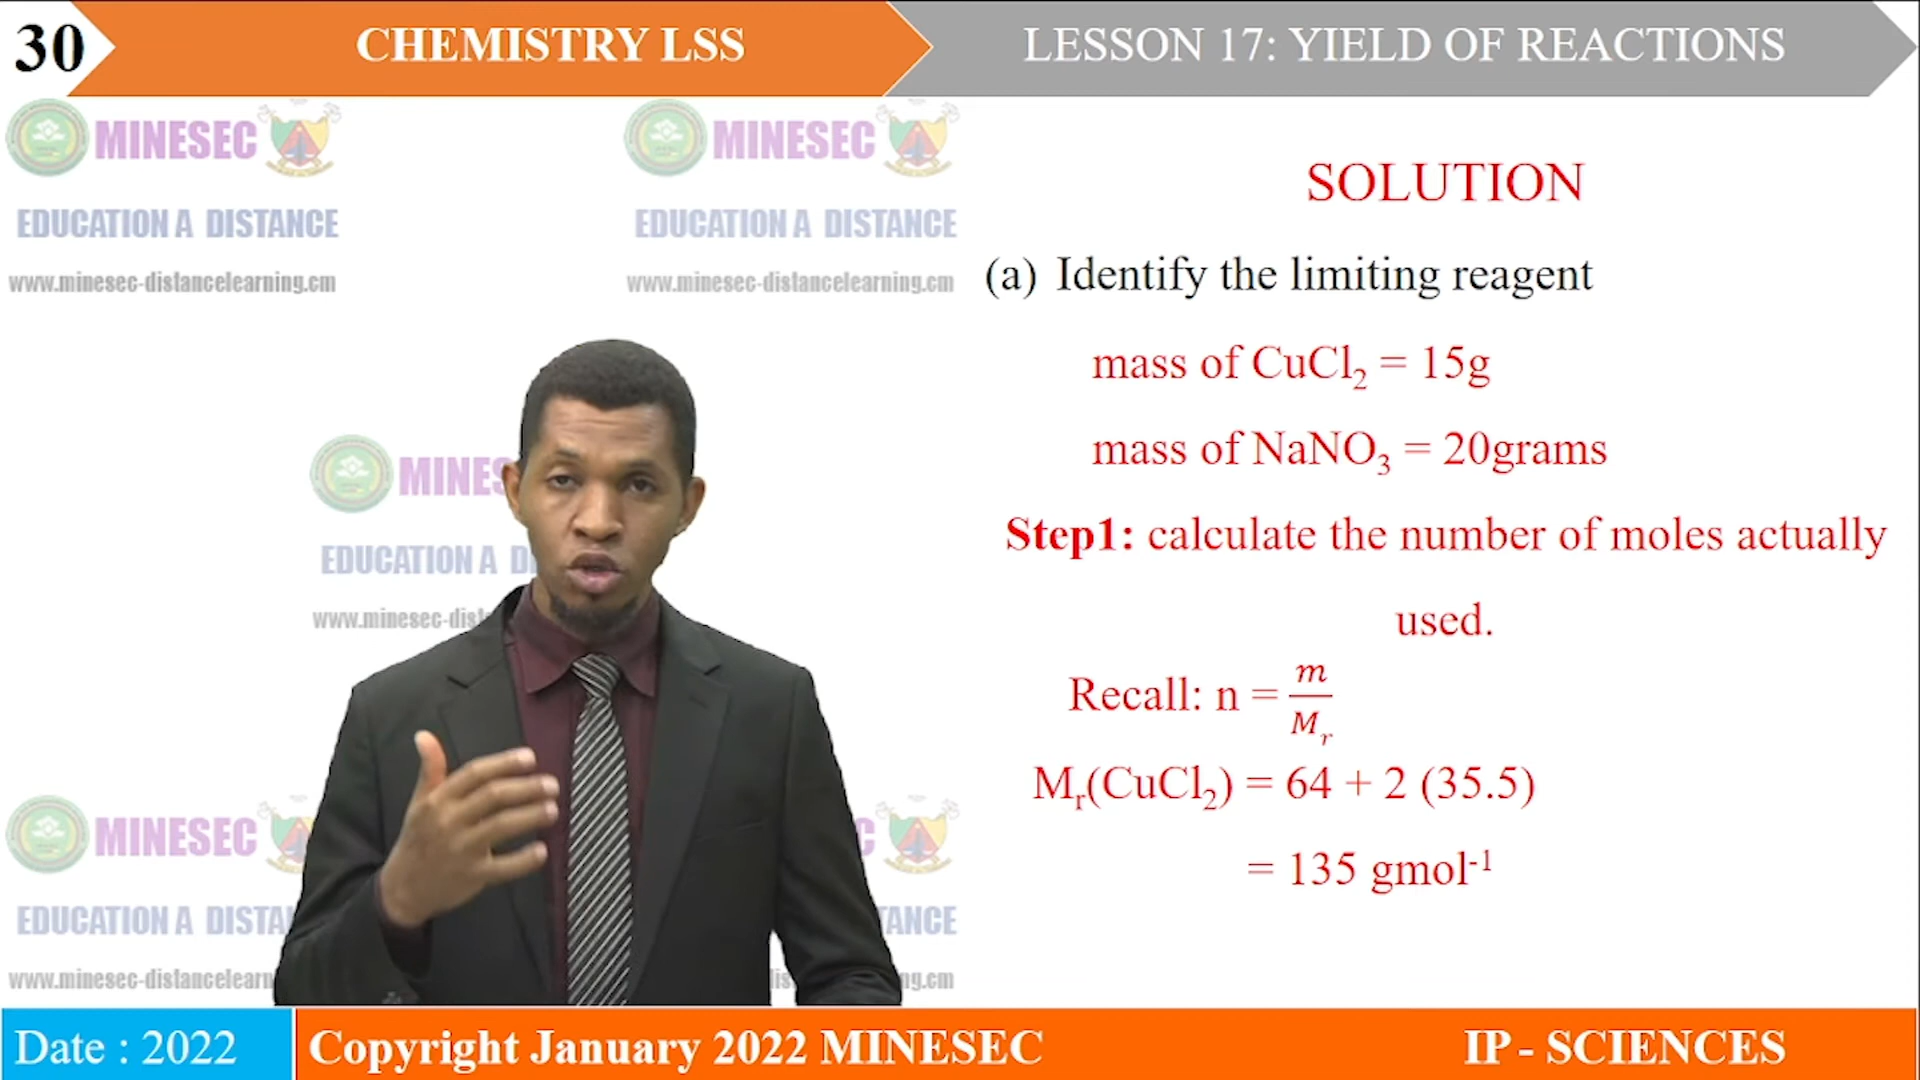 30
CHEMISTRY LSS
LESSON 17: YIELD OF REACTIONS
MINESEC
EDUCATION A DISTANCE
www.minesec-distancelearning.cm
MINESEC
EDUCATION A DISTANCE
www.minesec-distancelearning.cm
MINES
EDUCATION A DI
www.minesec-dist
MINESEC
EDUCATION A DISTA
www.minesec-distancelearn
C
TANCE
ng.cm
SOLUTION
(a) Identify the limiting reagent
mass of CuCl₂ = 15g
mass of NaNO₃ = 20grams
Step1: calculate the number of moles actually
used.
Recall: n = m/Mᵣ
Mᵣ(CuCl₂) = 64 + 2 (35.5)
= 135 gmol⁻¹
Date : 2022
Copyright January 2022 MINESEC
IP - SCIENCES